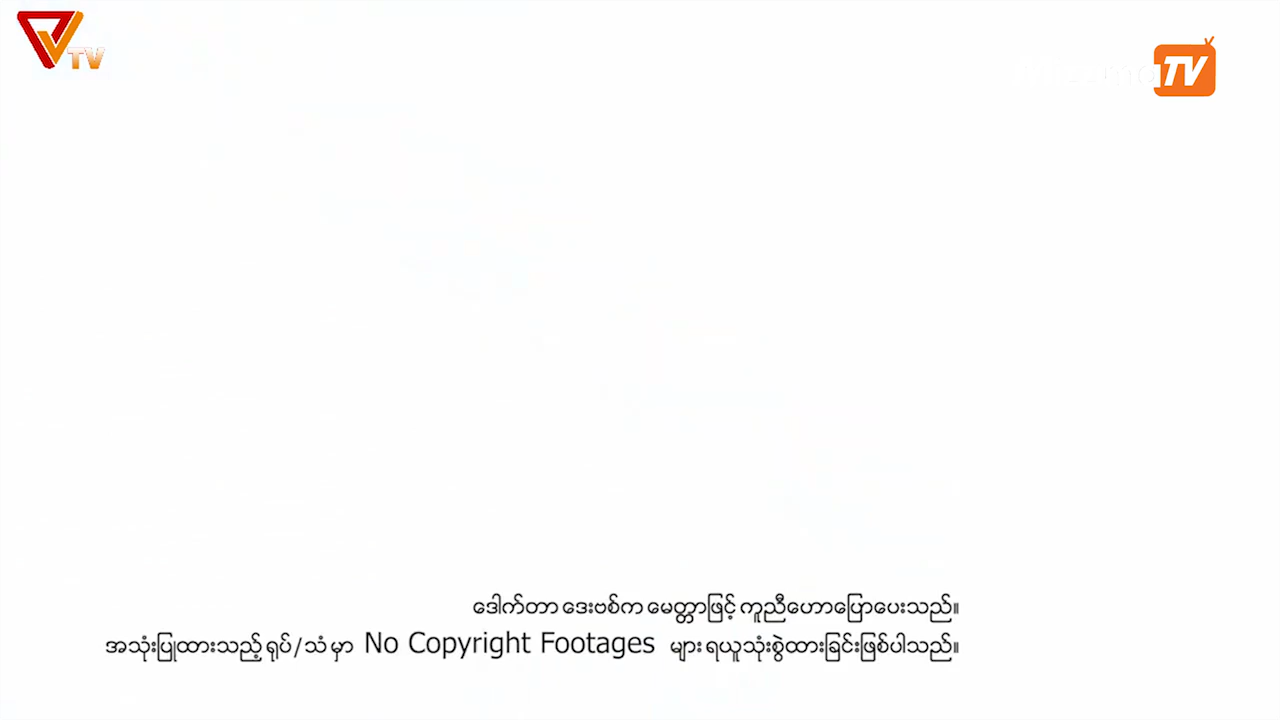 TV
TV
ဒေါက်တာ ဒေးဗစ်က မေတ္တာဖြင့် ကူညီဟောပြောပေးသည်။
အသုံးပြုထားသည့် ရုပ်/သံ မှာ No Copyright Footages များ ရယူသုံးစွဲထားခြင်းဖြစ်ပါသည်။